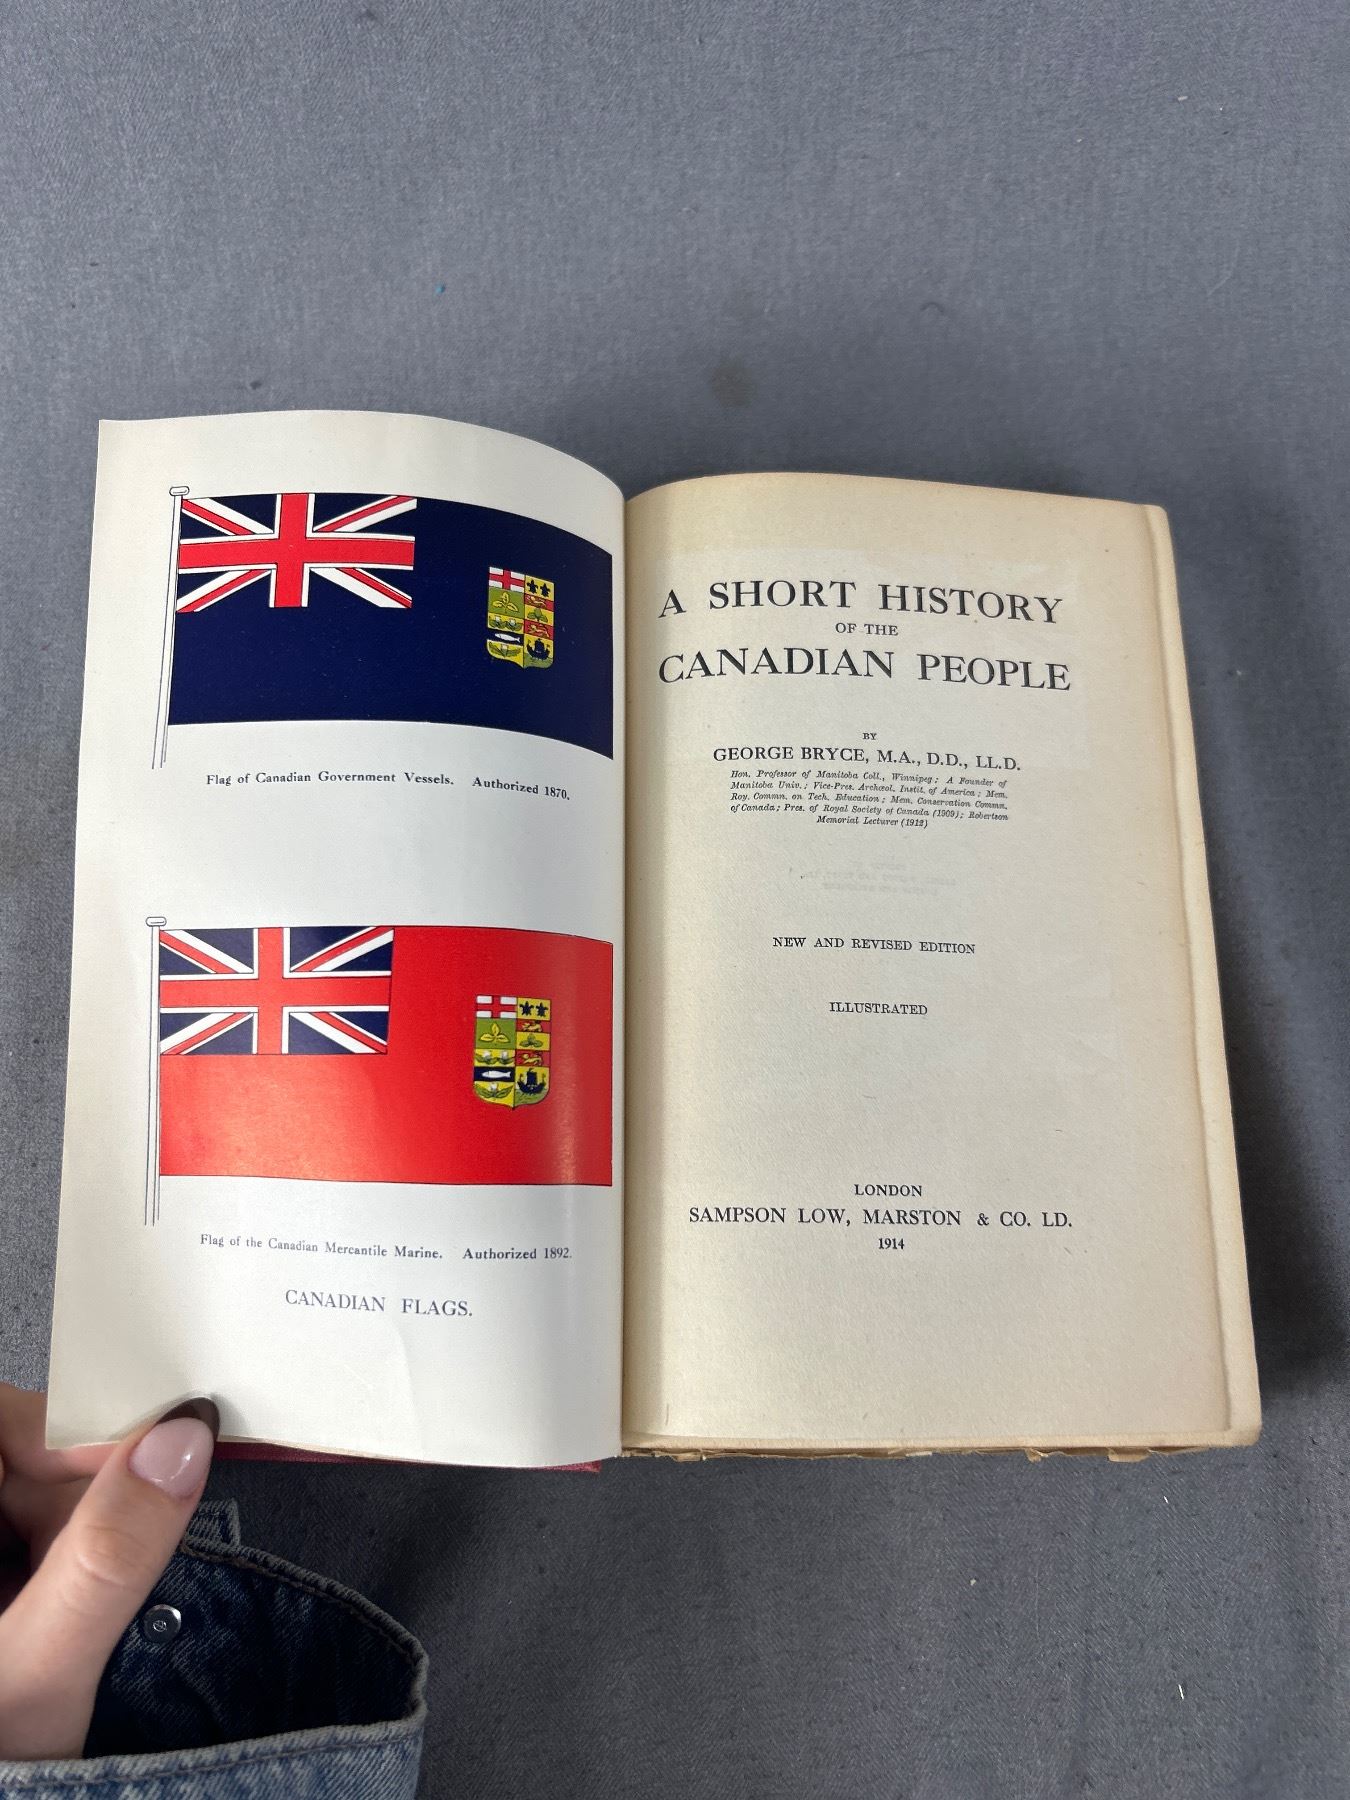 Flag of Canadian Government Vessels. Authorized 1870.
Flag of the Canadian Mercantile Marine. Authorized 1892.
CANADIAN FLAGS.
A SHORT HISTORY
OF THE
CANADIAN PEOPLE
BY
GEORGE BRYCE, M.A., D.D., LL.D.
Hon. Professor of Manitoba Coll., Winnipeg; A Founder of
Manitoba Univ.; Vice-Pres. Archæol. Instit. of America; Mem.
Roy. Commn. on Tech. Education; Mem. Conservation Commn.
of Canada; Pres. of Royal Society of Canada (1909); Robertson
Memorial Lecturer (1912)
NEW AND REVISED EDITION
ILLUSTRATED
LONDON
SAMPSON LOW, MARSTON & CO. LD.
1914